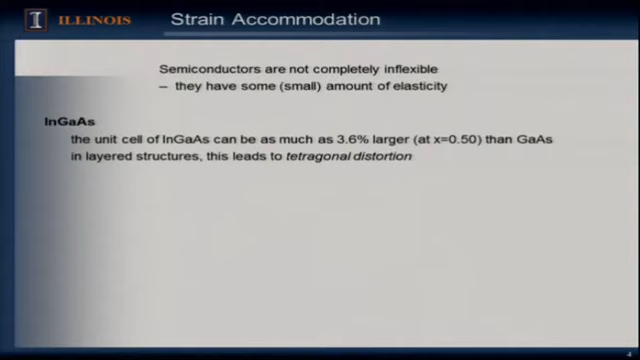 I ILLINOIS
Strain Accommodation
Semiconductors are not completely inflexible
– they have some (small) amount of elasticity
InGaAs
the unit cell of InGaAs can be as much as 3.6% larger (at x=0.50) than GaAs
in layered structures, this leads to tetragonal distortion
4